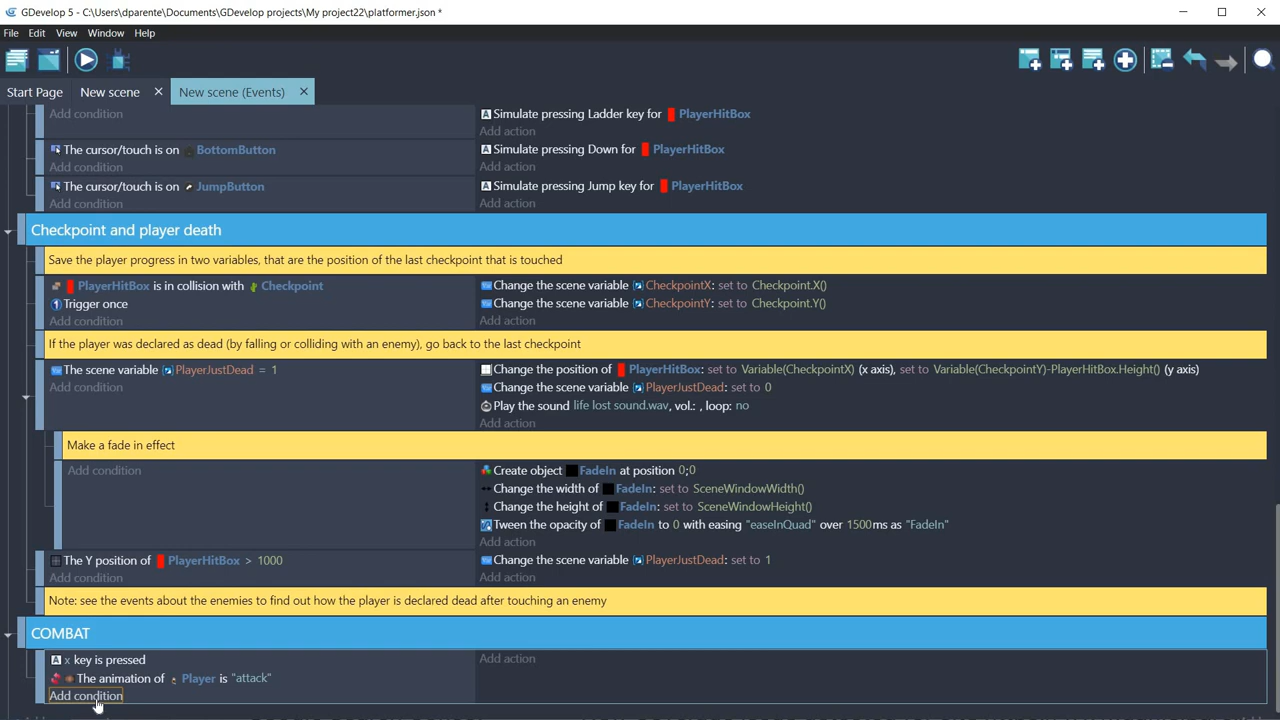 GDevelop 5 - C:\Users\dparente\Documents\GDevelop projects\My project22\platformer.json *
File Edit View Window Help
Start Page New scene × New scene (Events) ×
Add condition
Simulate pressing Ladder key for PlayerHitBox
Add action
The cursor/touch is on BottomButton
Add condition
Simulate pressing Down for PlayerHitBox
Add action
The cursor/touch is on JumpButton
Add condition
Simulate pressing Jump key for PlayerHitBox
Add action
Checkpoint and player death
Save the player progress in two variables, that are the position of the last checkpoint that is touched
PlayerHitBox is in collision with Checkpoint
Trigger once
Add condition
Change the scene variable CheckpointX: set to Checkpoint.X()
Change the scene variable CheckpointY: set to Checkpoint.Y()
Add action
If the player was declared as dead (by falling or colliding with an enemy), go back to the last checkpoint
The scene variable PlayerJustDead = 1
Add condition
Change the position of PlayerHitBox: set to Variable(CheckpointX) (x axis), set to Variable(CheckpointY)-PlayerHitBox.Height() (y axis)
Change the scene variable PlayerJustDead: set to 0
Play the sound life lost sound.wav, vol.: , loop: no
Add action
Make a fade in effect
Add condition
Create object FadeIn at position 0;0
Change the width of FadeIn: set to SceneWindowWidth()
Change the height of FadeIn: set to SceneWindowHeight()
Tween the opacity of FadeIn to 0 with easing "easeInQuad" over 1500ms as "FadeIn"
Add action
The Y position of PlayerHitBox > 1000
Add condition
Change the scene variable PlayerJustDead: set to 1
Add action
Note: see the events about the enemies to find out how the player is declared dead after touching an enemy
COMBAT
x key is pressed
The animation of Player is "attack"
Add condition
Add action